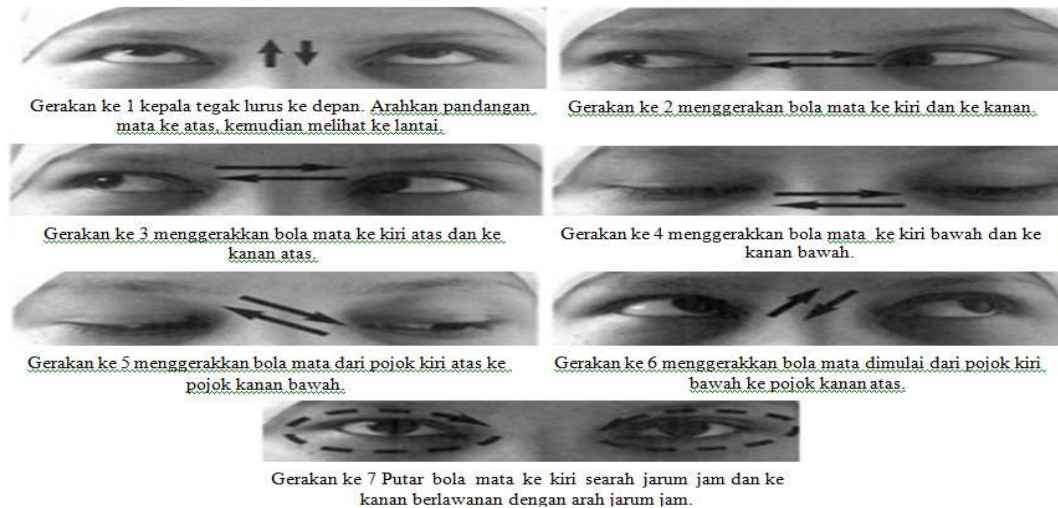 Gerakan ke 1 kepala tegak lurus ke depan. Arahkan pandangan
mata ke atas, kemudian melihat ke lantai.
Gerakan ke 2 menggerakan bola mata ke kiri dan ke kanan.
Gerakan ke 3 menggerakkan bola mata ke kiri atas dan ke
kanan atas.
Gerakan ke 4 menggerakkan bola mata ke kiri bawah dan ke
kanan bawah.
Gerakan ke 5 menggerakkan bola mata dari pojok kiri atas ke
pojok kanan bawah.
Gerakan ke 6 menggerakkan bola mata dimulai dari pojok kiri
bawah ke pojok kanan atas.
Gerakan ke 7 Putar bola mata ke kiri searah jarum jam dan ke
kanan berlawanan dengan arah jarum jam.